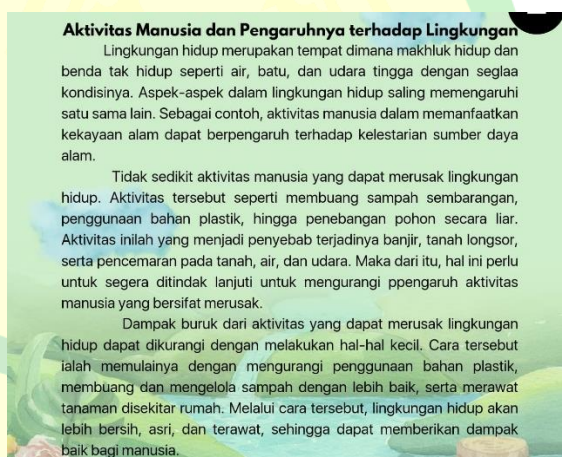 Aktivitas Manusia dan Pengaruhnya terhadap Lingkungan
Lingkungan hidup merupakan tempat dimana makhluk hidup dan
benda tak hidup seperti air, batu, dan udara tingga dengan seglaa
kondisinya. Aspek-aspek dalam lingkungan hidup saling memengaruhi
satu sama lain. Sebagai contoh, aktivitas manusia dalam memanfaatkan
kekayaan alam dapat berpengaruh terhadap kelestarian sumber daya
alam.
Tidak sedikit aktivitas manusia yang dapat merusak lingkungan
hidup. Aktivitas tersebut seperti membuang sampah sembarangan,
penggunaan bahan plastik, hingga penebangan pohon secara liar.
Aktivitas inilah yang menjadi penyebab terjadinya banjir, tanah longsor,
serta pencemaran pada tanah, air, dan udara. Maka dari itu, hal ini perlu
untuk segera ditindak lanjuti untuk mengurangi ppengaruh aktivitas
manusia yang bersifat merusak.
Dampak buruk dari aktivitas yang dapat merusak lingkungan
hidup dapat dikurangi dengan melakukan hal-hal kecil. Cara tersebut
ialah memulainya dengan mengurangi penggunaan bahan plastik,
membuang dan mengelola sampah dengan lebih baik, serta merawat
tanaman disekitar rumah. Melalui cara tersebut, lingkungan hidup akan
lebih bersih, asri, dan terawat, sehingga dapat memberikan dampak
baik bagi manusia.